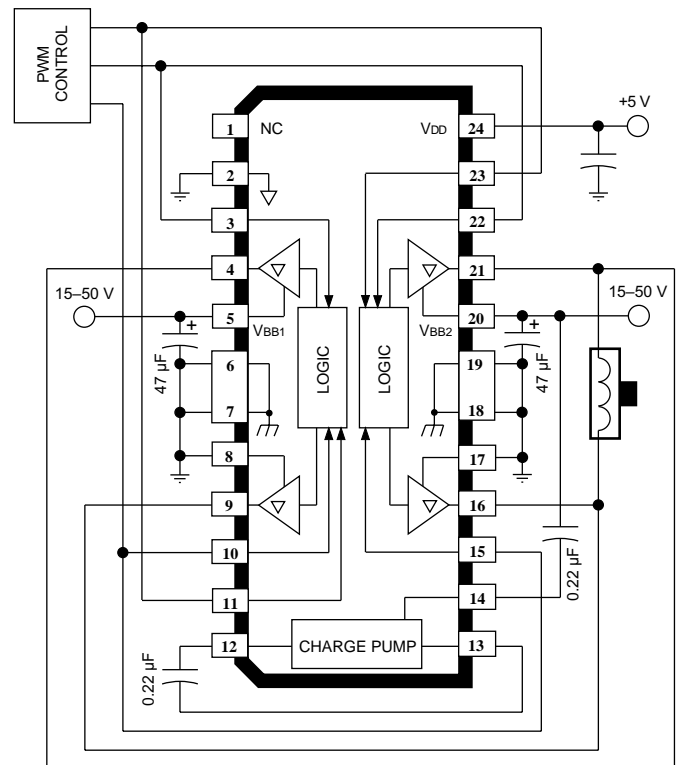 PWM
CONTROL
+5 V
1
NC
VDD
24
2
23
3
22
4
21
15–50 V
15–50 V
5
VBB1
VBB2
20
+
+
47 µF
47 µF
6
19
LOGIC
LOGIC
7
18
8
17
9
16
10
15
0.22 µF
11
14
12
CHARGE PUMP
13
0.22 µF